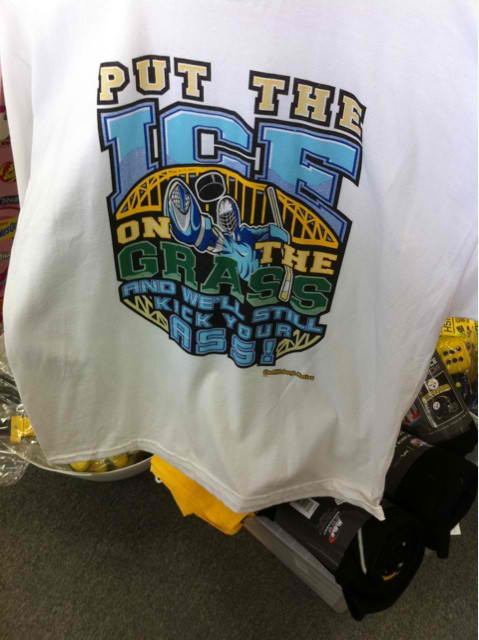 PUT THE
ICE
ON THE
GRASS
AND WE'LL STILL
KICK YOUR
ASS!